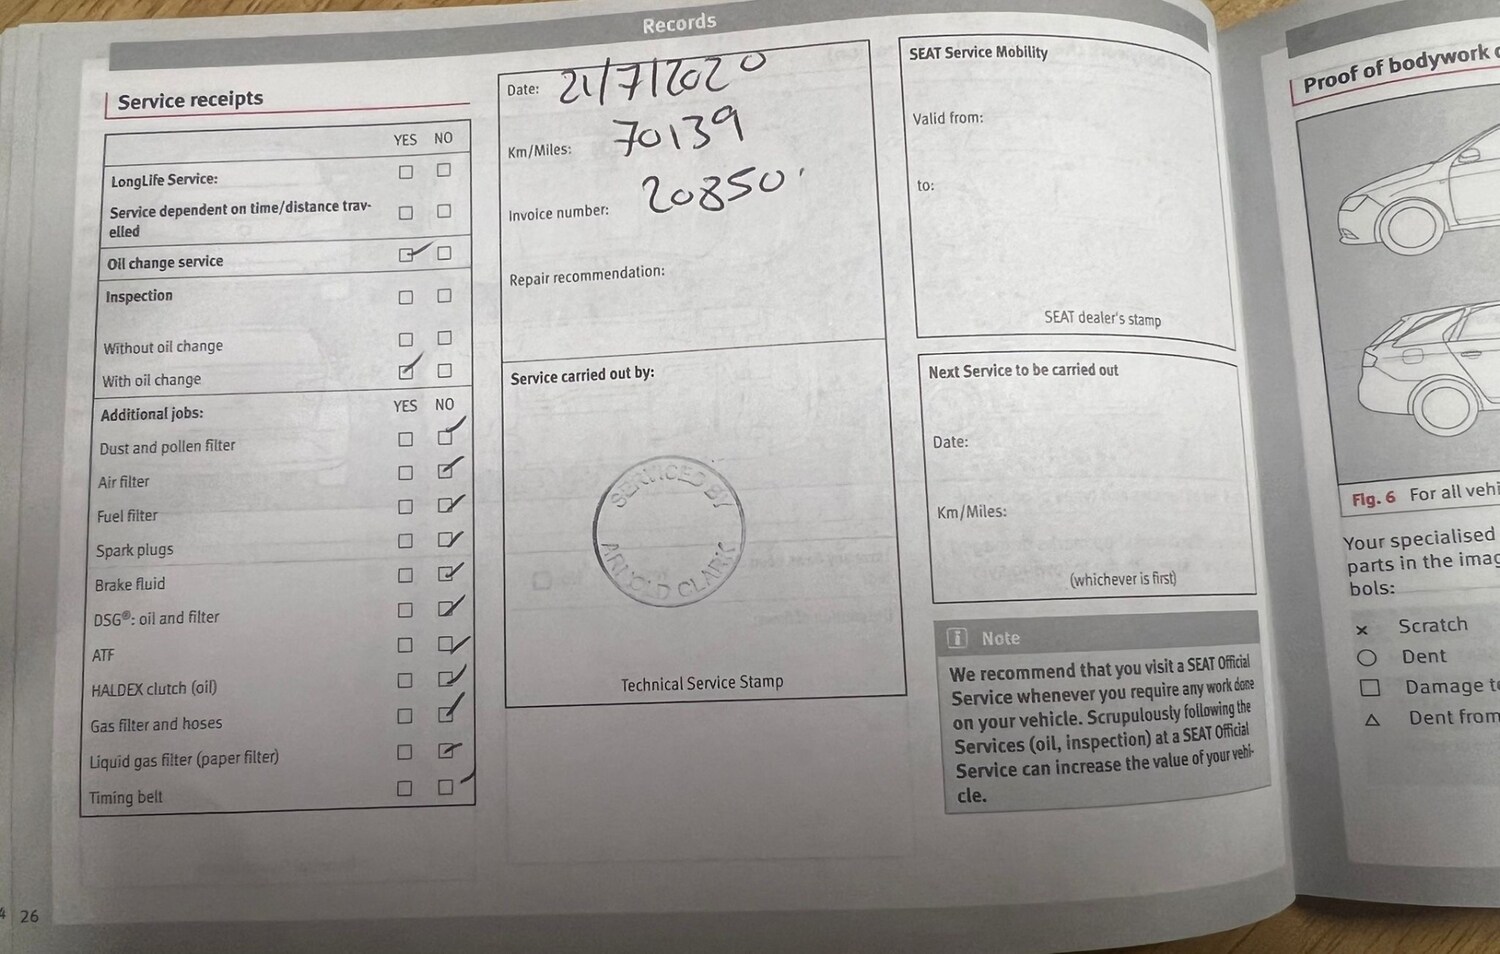 Records
Service receipts
YES NO
LongLife Service:
Service dependent on time/distance trav-
elled
Oil change service
Inspection
Without oil change
With oil change
Additional jobs: YES NO
Dust and pollen filter
Air filter
Fuel filter
Spark plugs
Brake fluid
DSG®: oil and filter
ATF
HALDEX clutch (oil)
Gas filter and hoses
Liquid gas filter (paper filter)
Timing belt
Date: 21/7/2020
Km/Miles: 70139
Invoice number: 20850
Repair recommendation:
Service carried out by:
SERVICED BY
ARNOLD CLARK
Technical Service Stamp
SEAT Service Mobility
Valid from:
to:
SEAT dealer's stamp
Next Service to be carried out
Date:
Km/Miles:
(whichever is first)
i Note
We recommend that you visit a SEAT Official
Service whenever you require any work done
on your vehicle. Scrupulously following the
Services (oil, inspection) at a SEAT Official
Service can increase the value of your vehi-
cle.
26
Proof of bodywork
Fig. 6 For all vehi
Your specialised
parts in the imag
bols:
× Scratch
○ Dent
□ Damage t
△ Dent from